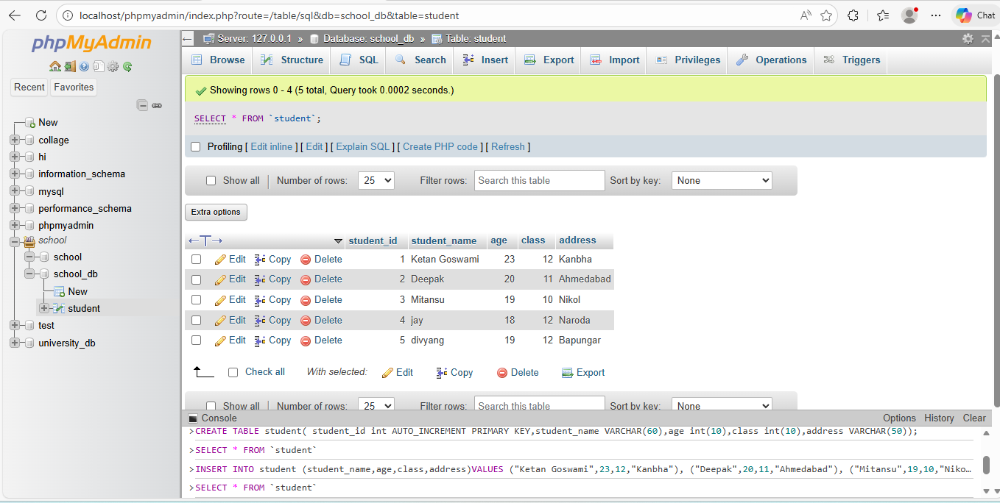 localhost/phpmyadmin/index.php?route=/table/sql&db=school_db&table=student
Chat
phpMyAdmin
Recent Favorites
New
collage
hi
information_schema
mysql
performance_schema
phpmyadmin
school
school
school_db
New
student
test
university_db
Server: 127.0.0.1 » Database: school_db » Table: student
Browse Structure SQL Search Insert Export Import Privileges Operations Triggers
Showing rows 0 - 4 (5 total, Query took 0.0002 seconds.)
SELECT * FROM `student`;
Profiling [ Edit inline ] [ Edit ] [ Explain SQL ] [ Create PHP code ] [ Refresh ]
Show all | Number of rows: 25 Filter rows: Search this table Sort by key: None
Extra options
←T→ student_id student_name age class address
Edit Copy Delete 1 Ketan Goswami 23 12 Kanbha
Edit Copy Delete 2 Deepak 20 11 Ahmedabad
Edit Copy Delete 3 Mitansu 19 10 Nikol
Edit Copy Delete 4 jay 18 12 Naroda
Edit Copy Delete 5 divyang 19 12 Bapungar
Check all With selected: Edit Copy Delete Export
Show all | Number of rows: 25 Filter rows: Search this table Sort by key: None
Console Options History Clear
>CREATE TABLE student( student_id int AUTO_INCREMENT PRIMARY KEY,student_name VARCHAR(60),age int(10),class int(10),address VARCHAR(50));
>SELECT * FROM `student`
>INSERT INTO student (student_name,age,class,address)VALUES ("Ketan Goswami",23,12,"Kanbha"), ("Deepak",20,11,"Ahmedabad"), ("Mitansu",19,10,"Niko…
>SELECT * FROM `student`